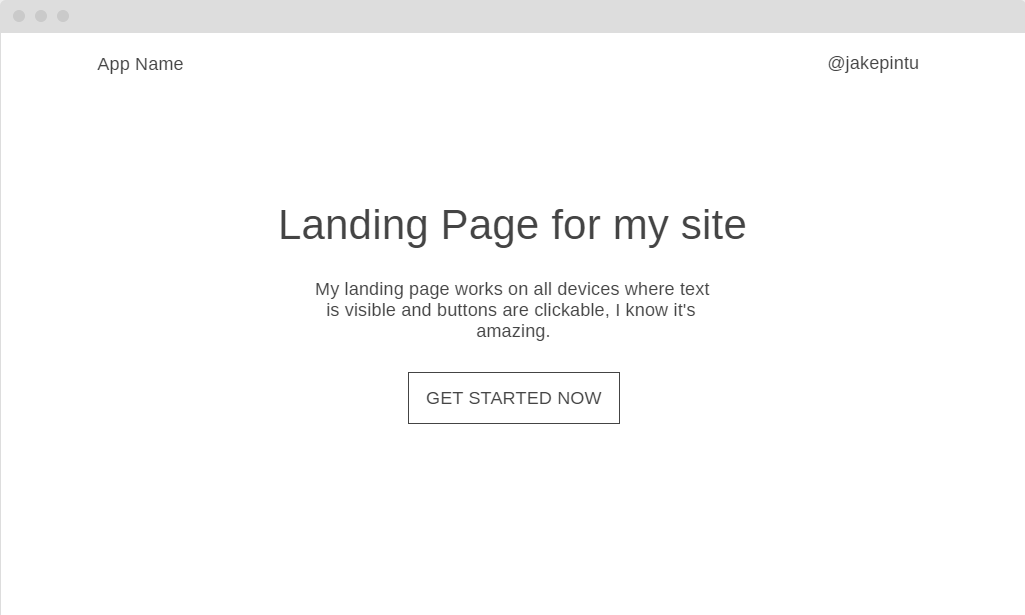 App Name
@jakepintu
Landing Page for my site
My landing page works on all devices where text
is visible and buttons are clickable, I know it's
amazing.
GET STARTED NOW